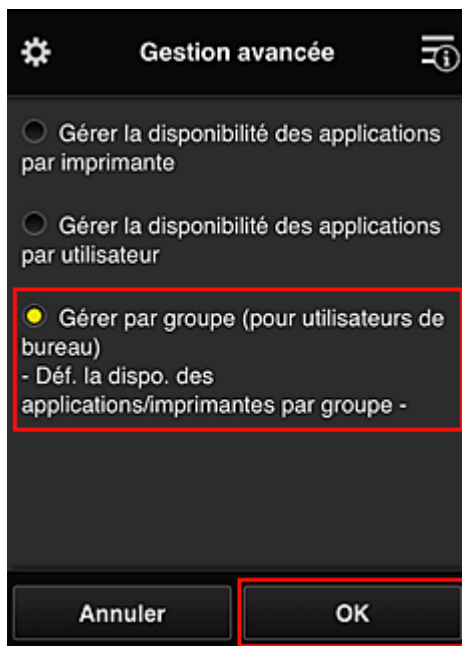 Gestion avancée
Gérer la disponibilité des applications
par imprimante
Gérer la disponibilité des applications
par utilisateur
Gérer par groupe (pour utilisateurs de
bureau)
- Déf. la dispo. des
applications/imprimantes par groupe -
Annuler
OK